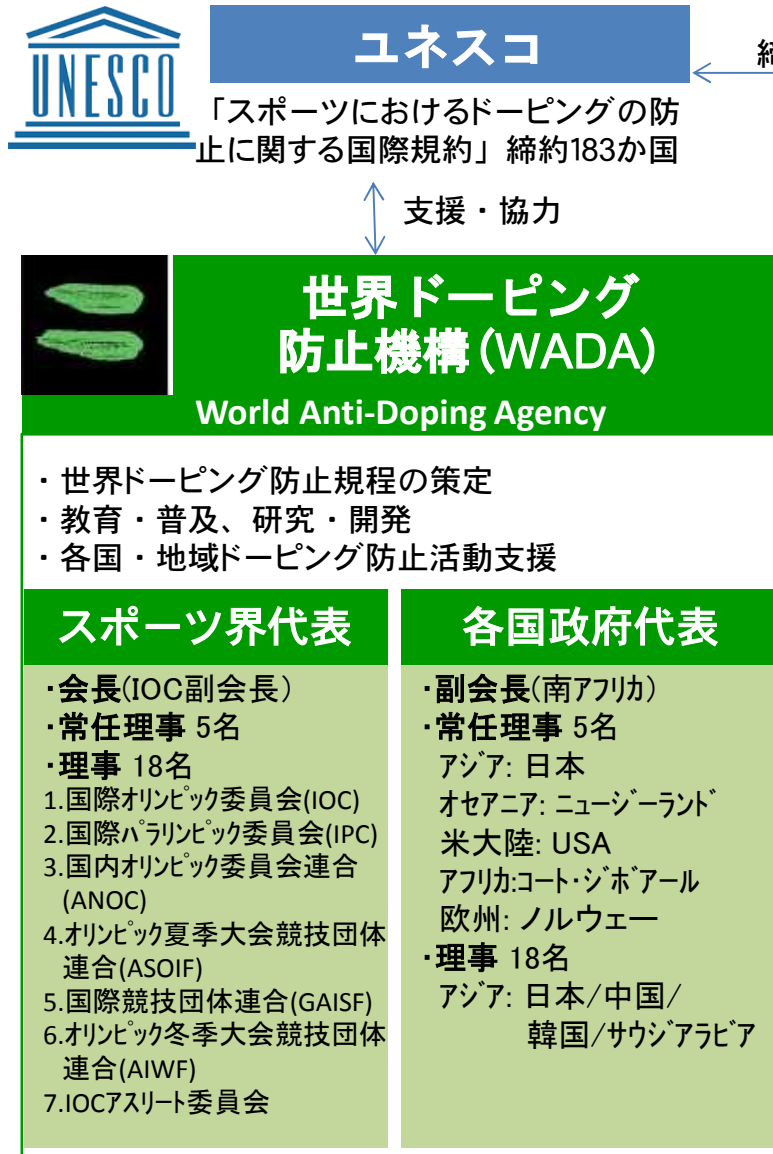 UNESCO
ユネスコ
締
「スポーツにおけるドーピングの防
止に関する国際規約」締約183か国
支援・協力
世界ドーピング
防止機構(WADA)
World Anti-Doping Agency
・世界ドーピング防止規程の策定
・教育・普及、研究・開発
・各国・地域ドーピング防止活動支援
スポーツ界代表
・会長(IOC副会長)
・常任理事 5名
・理事 18名
1.国際オリンピック委員会(IOC)
2.国際パラリンピック委員会(IPC)
3.国内オリンピック委員会連合
(ANOC)
4.オリンピック夏季大会競技団体
連合(ASOIF)
5.国際競技団体連合(GAISF)
6.オリンピック冬季大会競技団体
連合(AIWF)
7.IOCアスリート委員会
各国政府代表
・副会長(南アフリカ)
・常任理事 5名
アジア: 日本
オセアニア: ニュージーランド
米大陸: USA
アフリカ:コート・ジボアール
欧州: ノルウェー
・理事 18名
アジア: 日本/中国/
韓国/サウジアラビア